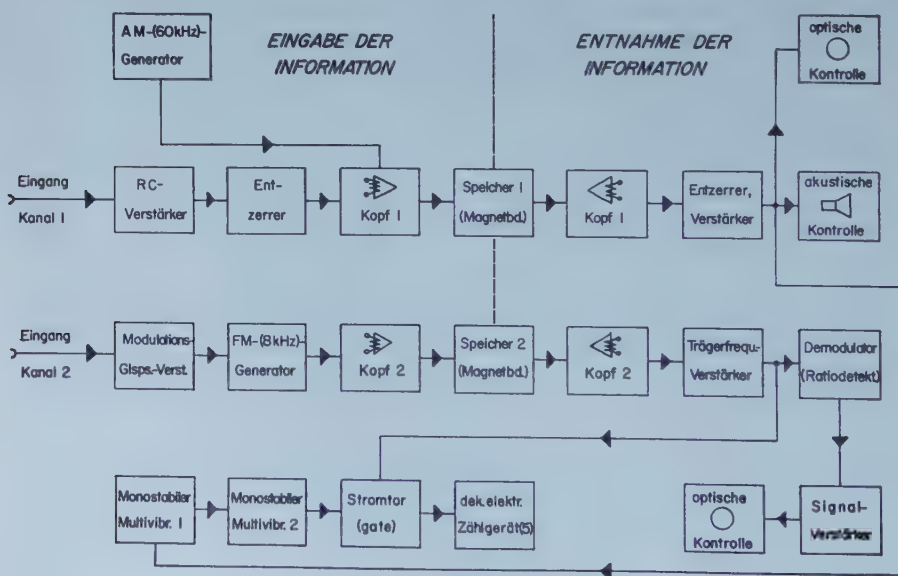 AM-(60kHz)-
Generator
EINGABE DER
INFORMATION
ENTNAHME DER
INFORMATION
optische
Kontrolle
Eingang
Kanal 1
RC-
Verstärker
Ent-
zerrer
Kopf 1
Speicher 1
(Magnetbd.)
Kopf 1
Entzerrer,
Verstärker
akustische
Kontrolle
Eingang
Kanal 2
Modulations-
Glsps.-Verst.
FM-(8kHz)-
Generator
Kopf 2
Speicher 2
(Magnetbd.)
Kopf 2
Trägerfrequ.-
Verstärker
Demodulator
(Ratiodetekt.)
Monostabiler
Multivibr. 1
Monostabiler
Multivibr. 2
Stromtor
(gate)
dek. elektr.
Zählgerät(5)
optische
Kontrolle
Signal-
Verstärker